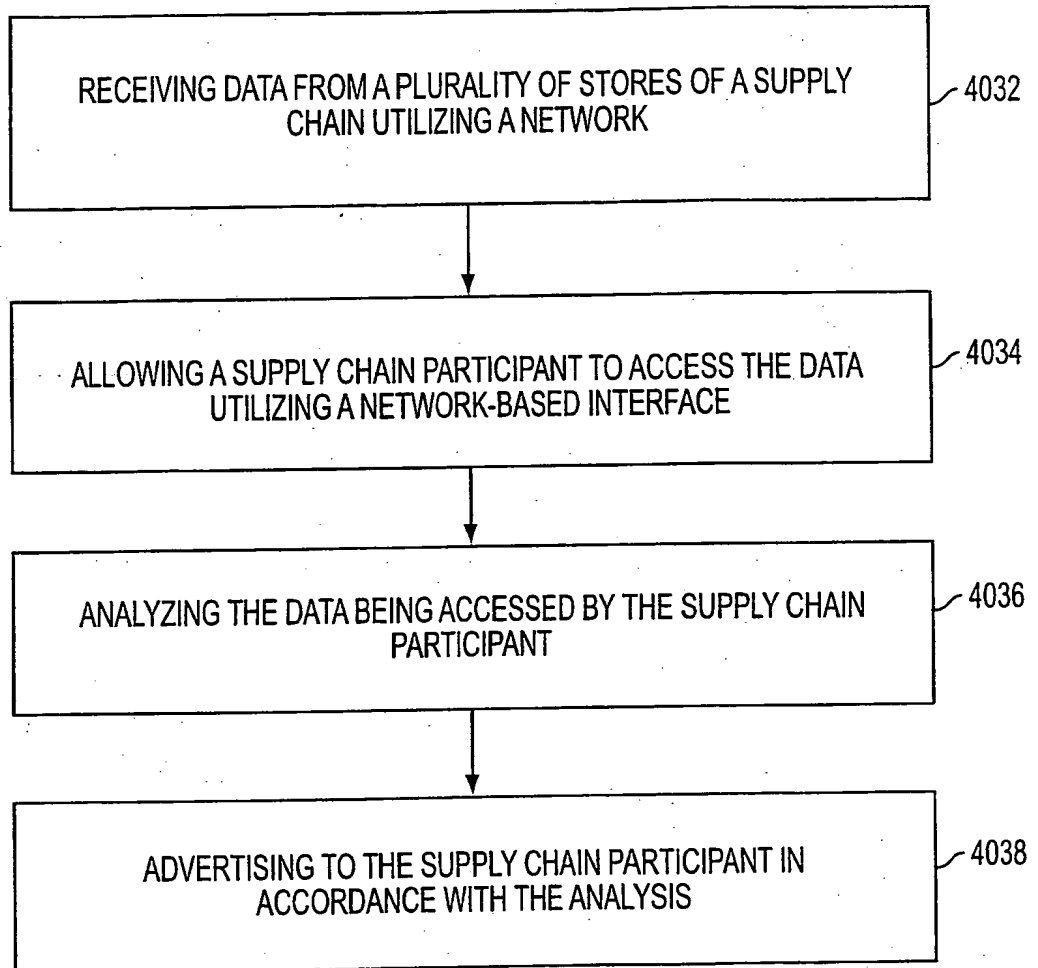 RECEIVING DATA FROM A PLURALITY OF STORES OF A SUPPLY
CHAIN UTILIZING A NETWORK
4032
ALLOWING A SUPPLY CHAIN PARTICIPANT TO ACCESS THE DATA
UTILIZING A NETWORK-BASED INTERFACE
4034
ANALYZING THE DATA BEING ACCESSED BY THE SUPPLY CHAIN
PARTICIPANT
4036
ADVERTISING TO THE SUPPLY CHAIN PARTICIPANT IN
ACCORDANCE WITH THE ANALYSIS
4038